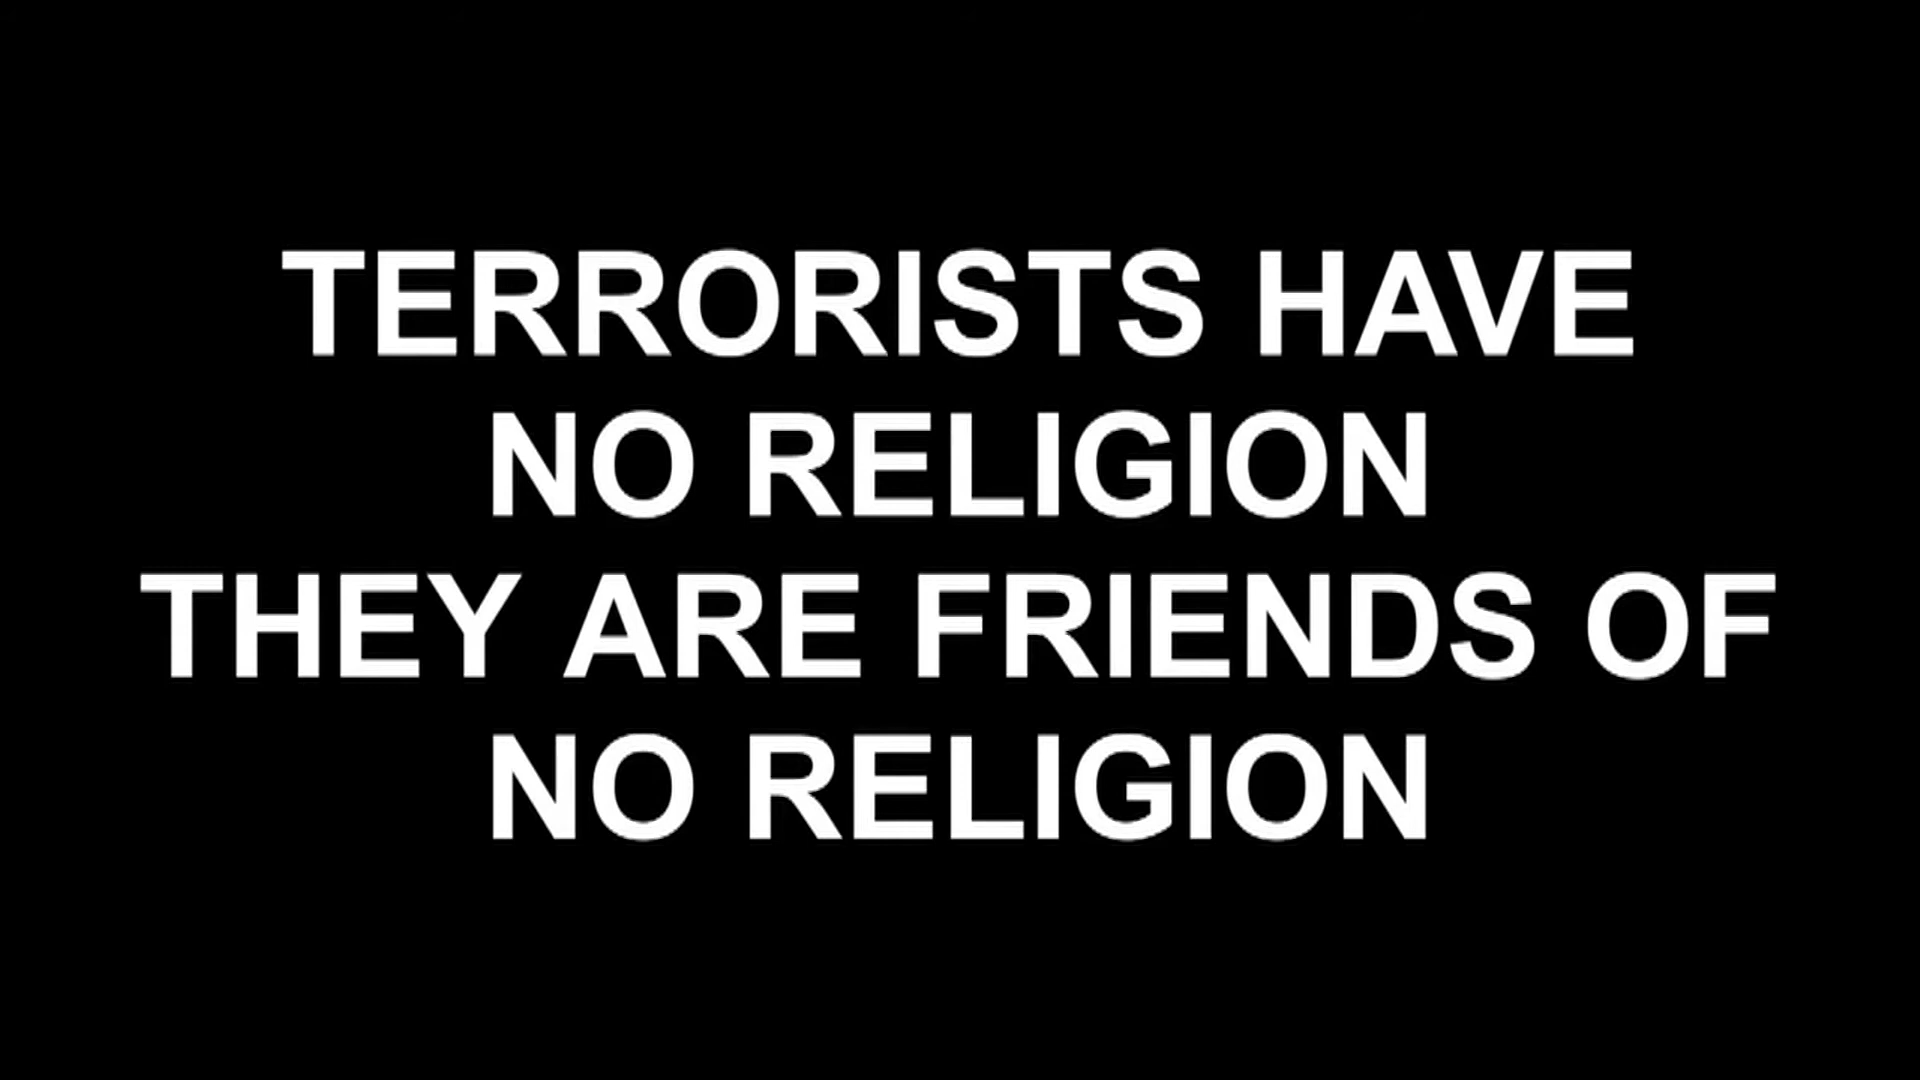 TERRORISTS HAVE
NO RELIGION
THEY ARE FRIENDS OF
NO RELIGION